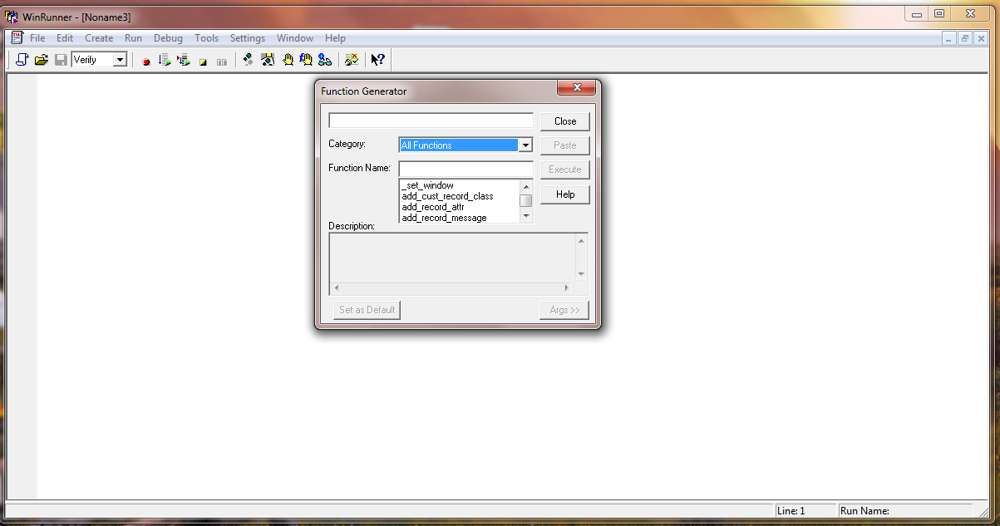 WinRunner - [Noname3]
File Edit Create Run Debug Tools Settings Window Help
Verify
Function Generator
Close
Category: All Functions Paste
Function Name: Execute
_set_window
add_cust_record_class
add_record_attr
add_record_message
Help
Description:
Set as Default Args >>
Line: 1 Run Name: